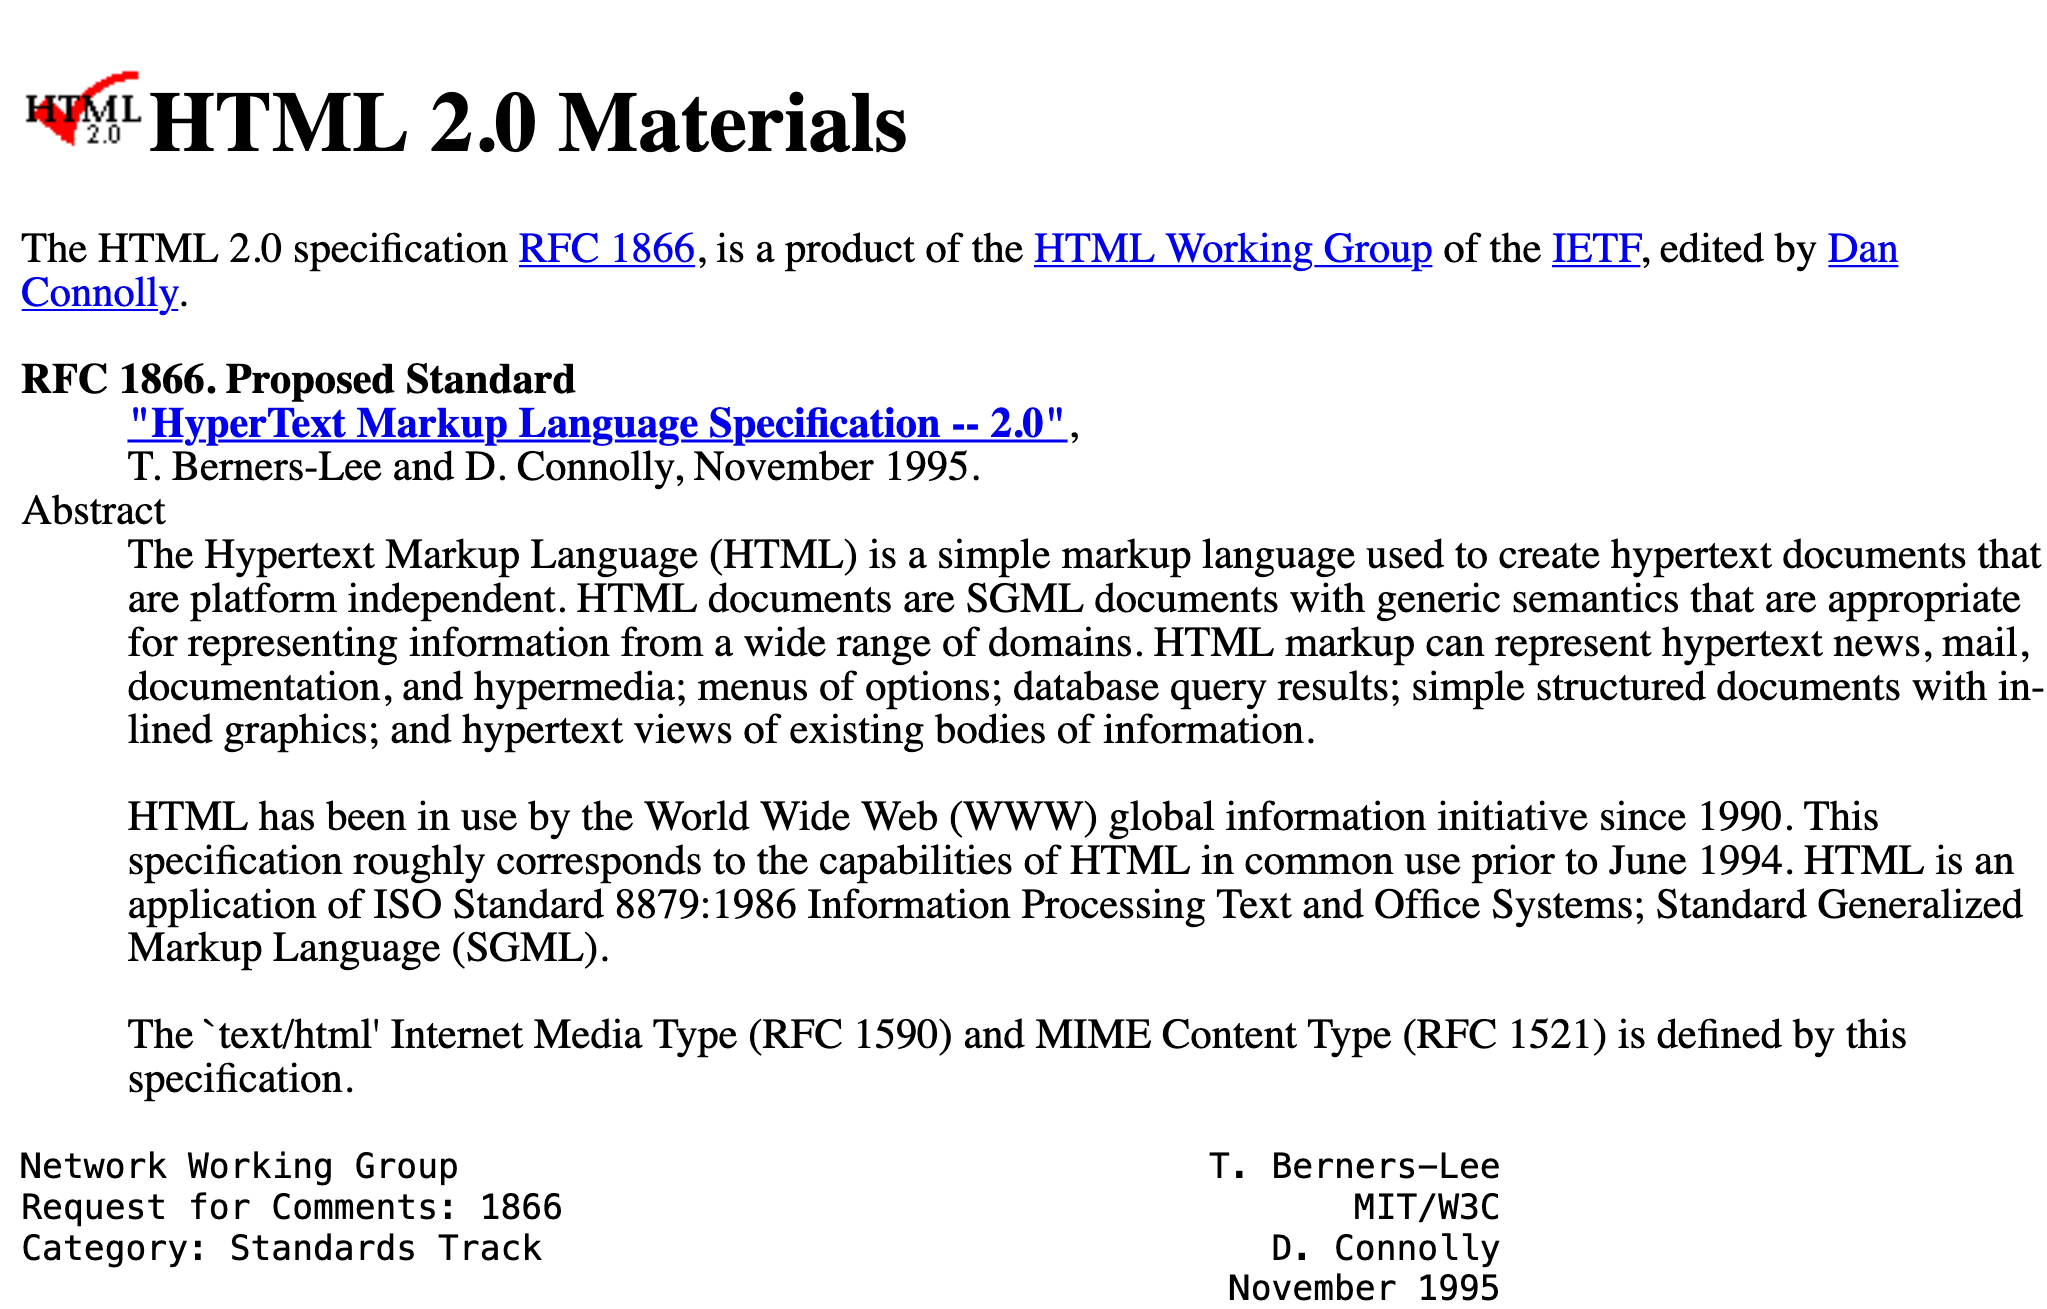 HTML 2.0
HTML 2.0 Materials
The HTML 2.0 specification RFC 1866, is a product of the HTML Working Group of the IETF, edited by Dan
Connolly.
RFC 1866. Proposed Standard
"HyperText Markup Language Specification -- 2.0",
T. Berners-Lee and D. Connolly, November 1995.
Abstract
The Hypertext Markup Language (HTML) is a simple markup language used to create hypertext documents that
are platform independent. HTML documents are SGML documents with generic semantics that are appropriate
for representing information from a wide range of domains. HTML markup can represent hypertext news, mail,
documentation, and hypermedia; menus of options; database query results; simple structured documents with in-
lined graphics; and hypertext views of existing bodies of information.
HTML has been in use by the World Wide Web (WWW) global information initiative since 1990. This
specification roughly corresponds to the capabilities of HTML in common use prior to June 1994. HTML is an
application of ISO Standard 8879:1986 Information Processing Text and Office Systems; Standard Generalized
Markup Language (SGML).
The `text/html' Internet Media Type (RFC 1590) and MIME Content Type (RFC 1521) is defined by this
specification.
Network Working Group T. Berners-Lee
Request for Comments: 1866 MIT/W3C
Category: Standards Track D. Connolly
November 1995